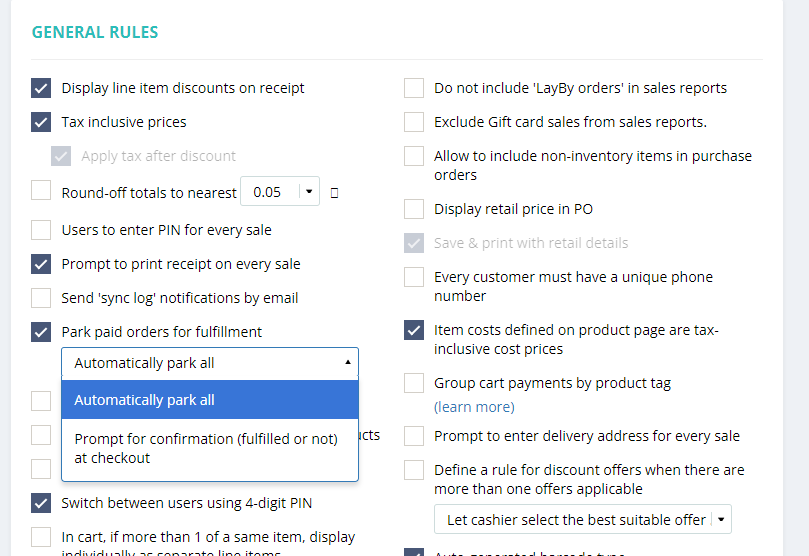 GENERAL RULES
Display line item discounts on receipt
Tax inclusive prices
Apply tax after discount
Round-off totals to nearest 0.05
Users to enter PIN for every sale
Prompt to print receipt on every sale
Send 'sync log' notifications by email
Park paid orders for fulfillment
Automatically park all
Automatically park all
Prompt for confirmation (fulfilled or not)
at checkout
Switch between users using 4-digit PIN
In cart, if more than 1 of a same item, display
individually as separate line items
Do not include 'LayBy orders' in sales reports
Exclude Gift card sales from sales reports.
Allow to include non-inventory items in purchase
orders
Display retail price in PO
Save & print with retail details
Every customer must have a unique phone
number
Item costs defined on product page are tax-
inclusive cost prices
Group cart payments by product tag
(learn more)
Prompt to enter delivery address for every sale
Define a rule for discount offers when there are
more than one offers applicable
Let cashier select the best suitable offer
Auto-generated barcode type